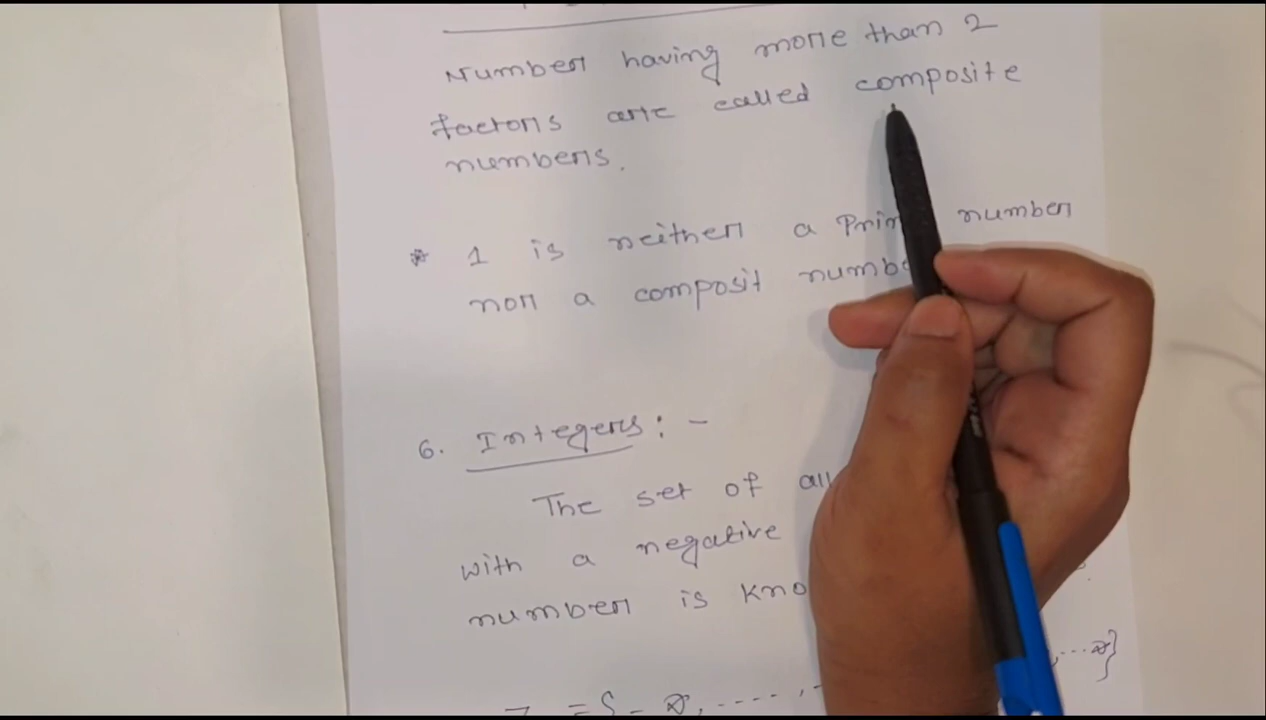 Number having more than 2
factors are called composite
numbers.
* 1 is neither a Prim number
nor a composit numbe
6. Integers: -
The set of all
with a negative
number is kno